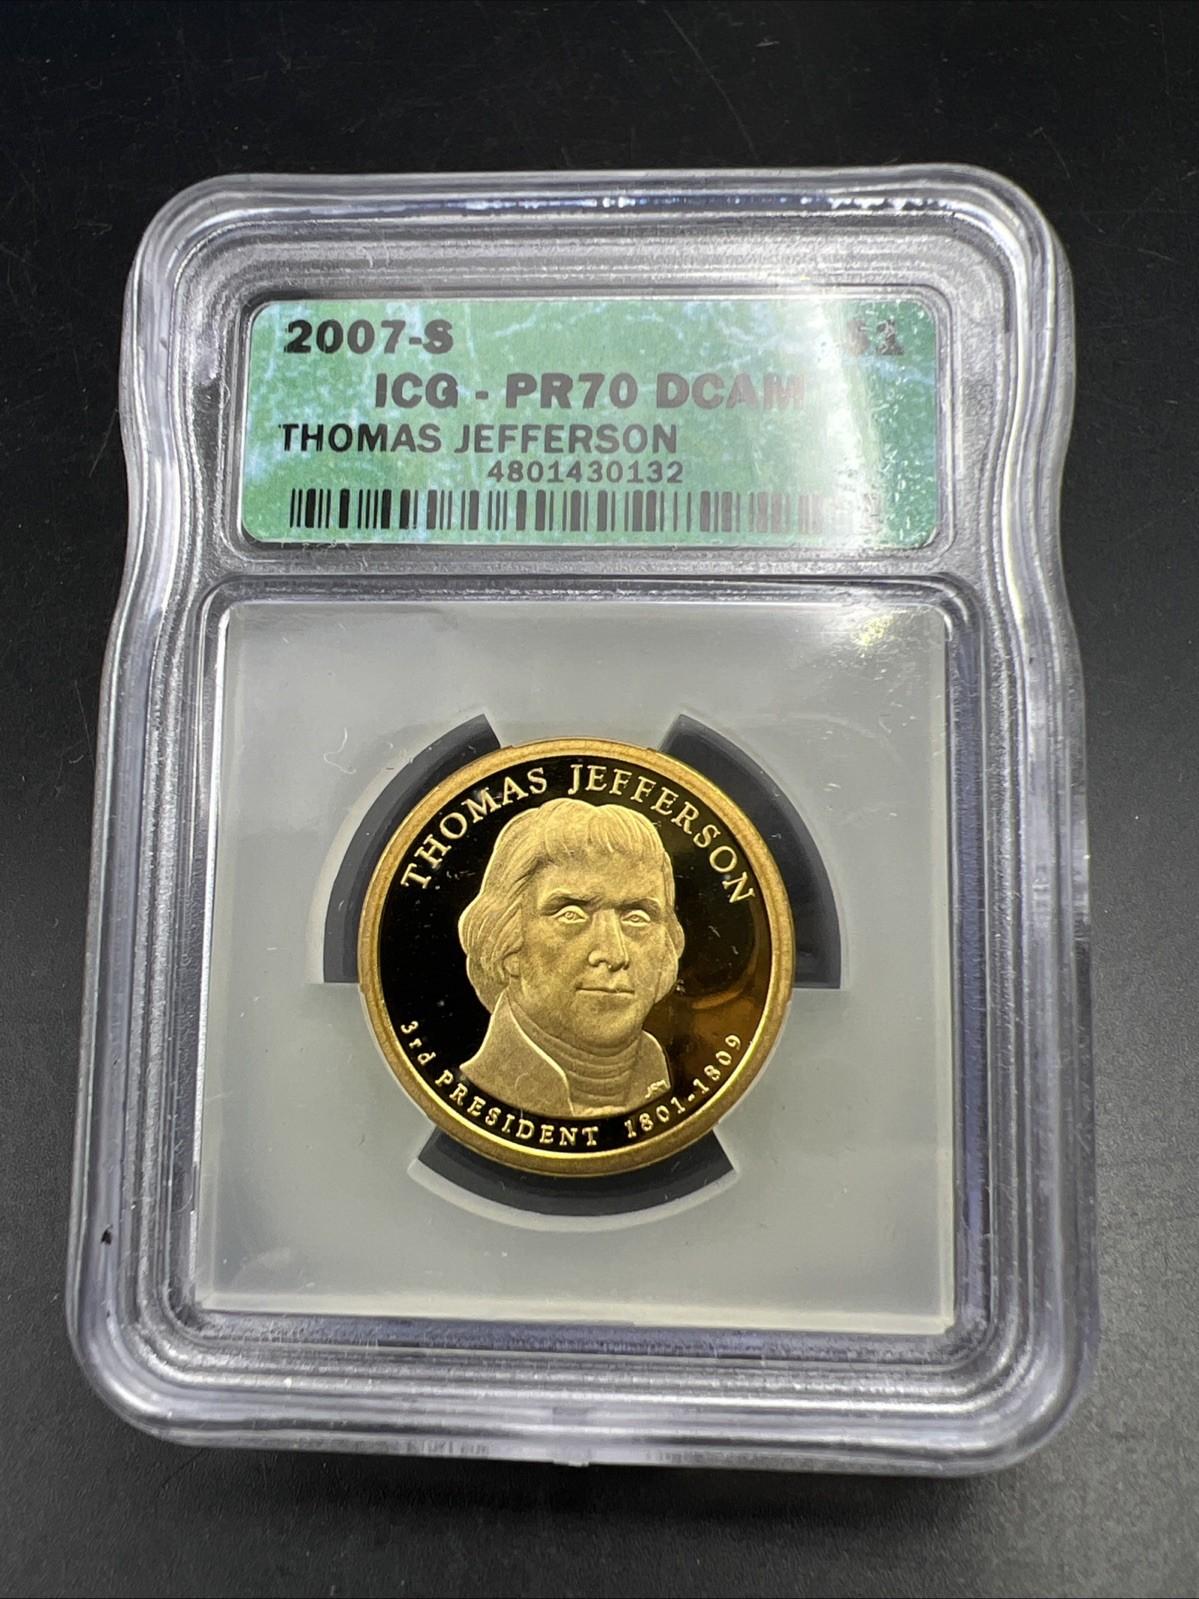 2007-S $1
ICG - PR70 DCAM
THOMAS JEFFERSON
4801430132
THOMAS JEFFERSON
3rd PRESIDENT 1801-1809